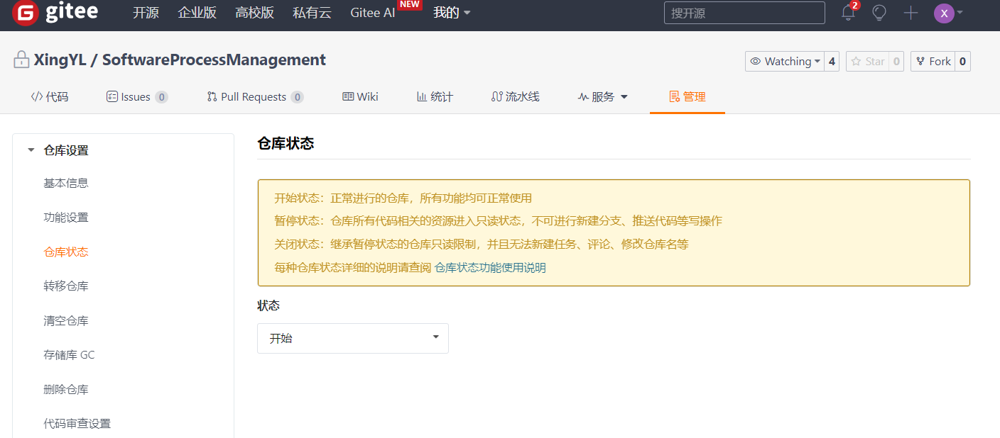 gitee 开源 企业版 高校版 私有云 Gitee AI NEW 我的 搜开源 2 X
XingYL / SoftwareProcessManagement Watching 4 Star 0 Fork 0
代码 Issues 0 Pull Requests 0 Wiki 统计 流水线 服务 管理
仓库设置
基本信息
功能设置
仓库状态
转移仓库
清空仓库
存储库 GC
删除仓库
代码审查设置
仓库状态
开始状态：正常进行的仓库，所有功能均可正常使用
暂停状态：仓库所有代码相关的资源进入只读状态，不可进行新建分支、推送代码等写操作
关闭状态：继承暂停状态的仓库只读限制，并且无法新建任务、评论、修改仓库名等
每种仓库状态详细的说明请查阅 仓库状态功能使用说明
状态
开始